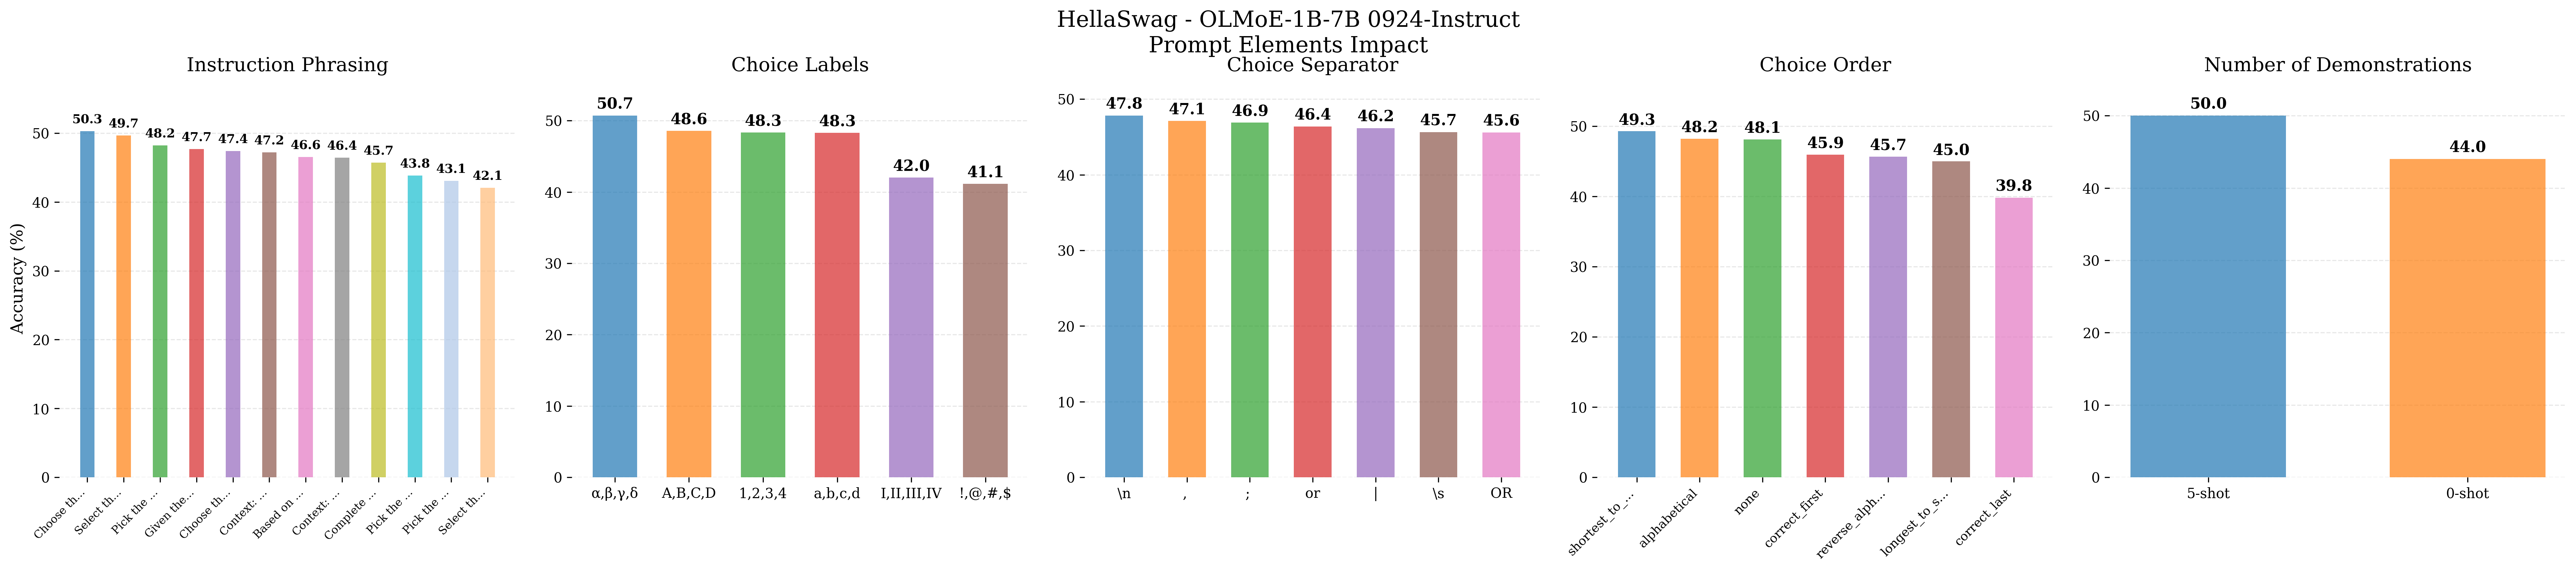 HellaSwag - OLMoE-1B-7B 0924-Instruct
Prompt Elements Impact
Instruction Phrasing
Accuracy (%)
50
40
30
20
10
0
50.3 49.7 48.2 47.7 47.4 47.2 46.6 46.4 45.7 43.8 43.1 42.1
Choose th...
Select th...
Pick the ...
Given the...
Choose th...
Context: ...
Based on ...
Context: ...
Complete ...
Pick the ...
Pick the ...
Select th...
Choice Labels
50
40
30
20
10
0
50.7 48.6 48.3 48.3 42.0 41.1
α,β,γ,δ A,B,C,D 1,2,3,4 a,b,c,d I,II,III,IV !,@,#,$
Choice Separator
50
40
30
20
10
0
47.8 47.1 46.9 46.4 46.2 45.7 45.6
\n , ; or | \s OR
Choice Order
50
40
30
20
10
0
49.3 48.2 48.1 45.9 45.7 45.0 39.8
shortest_to_...
alphabetical
none
correct_first
reverse_alph...
longest_to_s...
correct_last
Number of Demonstrations
50
40
30
20
10
0
50.0 44.0
5-shot 0-shot